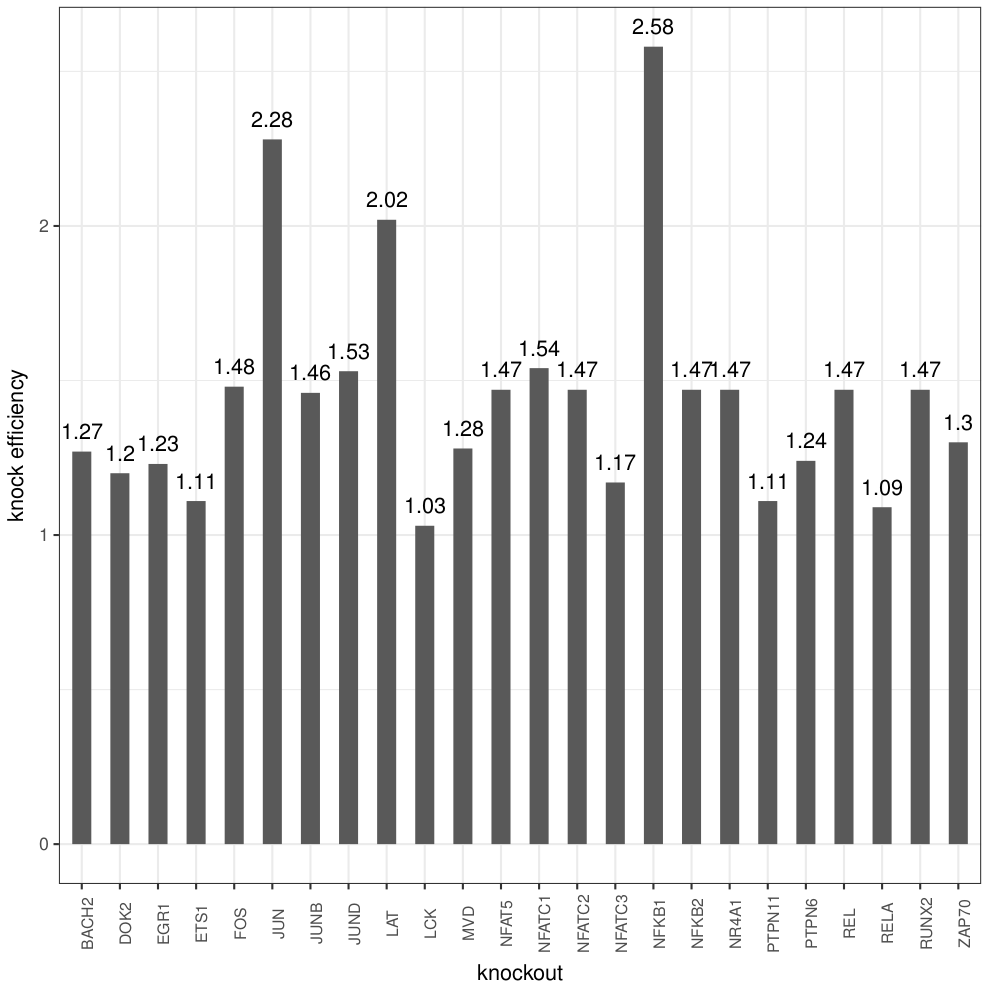 knock efficiency
2
1
0
1.27
1.2
1.23
1.11
1.48
2.28
1.46
1.53
2.02
1.03
1.28
1.47
1.54
1.47
1.17
2.58
1.47
1.47
1.11
1.24
1.47
1.09
1.47
1.3
BACH2
DOK2
EGR1
ETS1
FOS
JUN
JUNB
JUND
LAT
LCK
MVD
NFAT5
NFATC1
NFATC2
NFATC3
NFKB1
NFKB2
NR4A1
PTPN11
PTPN6
REL
RELA
RUNX2
ZAP70
knockout